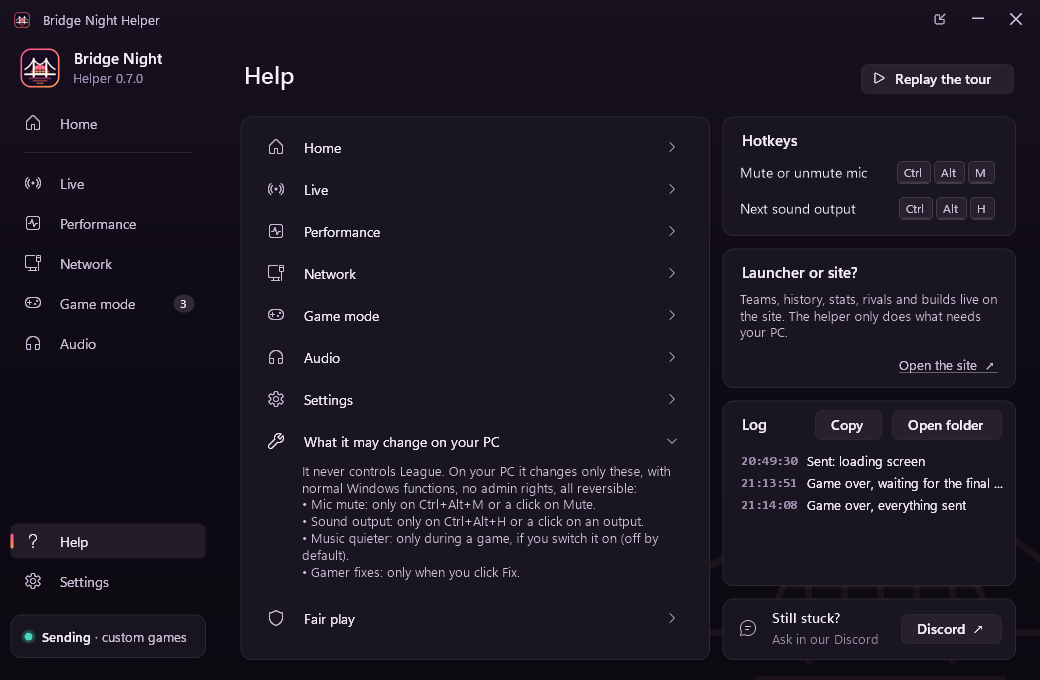 Bridge Night Helper
Bridge Night
Helper 0.7.0
Home
Live
Performance
Network
Game mode 3
Audio
? Help
Settings
Sending · custom games
Help
Replay the tour
Home
Live
Performance
Network
Game mode
Audio
Settings
What it may change on your PC
It never controls League. On your PC it changes only these, with
normal Windows functions, no admin rights, all reversible:
• Mic mute: only on Ctrl+Alt+M or a click on Mute.
• Sound output: only on Ctrl+Alt+H or a click on an output.
• Music quieter: only during a game, if you switch it on (off by
default).
• Gamer fixes: only when you click Fix.
Fair play
Hotkeys
Mute or unmute mic Ctrl Alt M
Next sound output Ctrl Alt H
Launcher or site?
Teams, history, stats, rivals and builds live on
the site. The helper only does what needs
your PC.
Open the site ↗
Log Copy Open folder
20:49:30 Sent: loading screen
21:13:51 Game over, waiting for the final ...
21:14:08 Game over, everything sent
Still stuck?
Ask in our Discord
Discord ↗